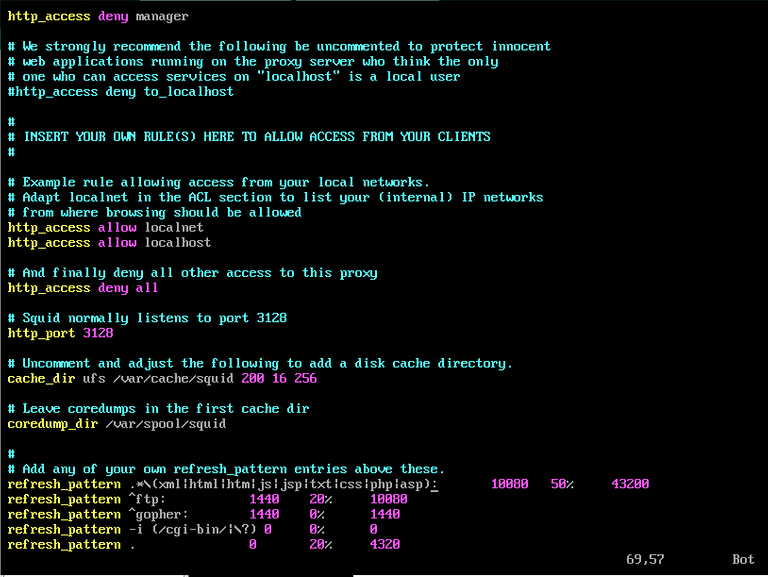 http_access deny manager
# We strongly recommend the following be uncommented to protect innocent
# web applications running on the proxy server who think the only
# one who can access services on "localhost" is a local user
#http_access deny to_localhost
#
# INSERT YOUR OWN RULE(S) HERE TO ALLOW ACCESS FROM YOUR CLIENTS
#
# Example rule allowing access from your local networks.
# Adapt localnet in the ACL section to list your (internal) IP networks
# from where browsing should be allowed
http_access allow localnet
http_access allow localhost
# And finally deny all other access to this proxy
http_access deny all
# Squid normally listens to port 3128
http_port 3128
# Uncomment and adjust the following to add a disk cache directory.
cache_dir ufs /var/cache/squid 200 16 256
# Leave coredumps in the first cache dir
coredump_dir /var/spool/squid
#
# Add any of your own refresh_pattern entries above these.
refresh_pattern .*\(xml|html|htm|js|jsp|txt|css|php|asp): 10080 50% 43200
refresh_pattern ^ftp: 1440 20% 10080
refresh_pattern ^gopher: 1440 0% 1440
refresh_pattern -i (/cgi-bin/|\?) 0 0% 0
refresh_pattern . 0 20% 4320
69,57 Bot